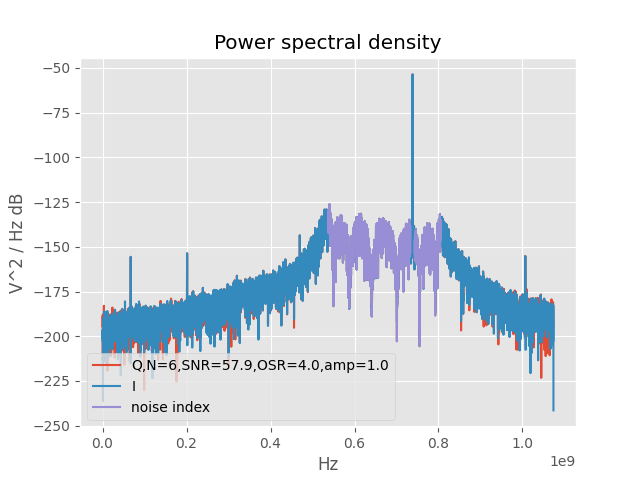 Power spectral density
V^2 / Hz dB
−50
−75
−100
−125
−150
−175
−200
−225
−250
Q,N=6,SNR=57.9,OSR=4.0,amp=1.0
I
noise index
0.0 0.2 0.4 0.6 0.8 1.0
1e9
Hz